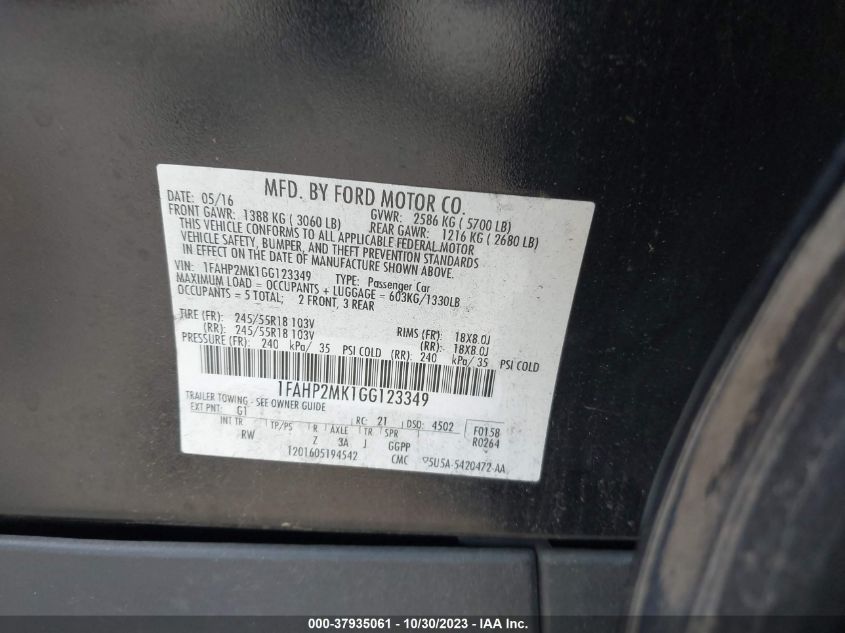 MFD. BY FORD MOTOR CO.
DATE: 05/16 GVWR: 2586 KG ( 5700 LB)
FRONT GAWR: 1388 KG ( 3060 LB) REAR GAWR: 1216 KG ( 2680 LB)
THIS VEHICLE CONFORMS TO ALL APPLICABLE FEDERAL MOTOR
VEHICLE SAFETY, BUMPER, AND THEFT PREVENTION STANDARDS
IN EFFECT ON THE DATE OF MANUFACTURE SHOWN ABOVE.
VIN: 1FAHP2MK1GG123349 TYPE: Passenger Car
MAXIMUM LOAD = OCCUPANTS + LUGGAGE = 603KG/1330LB
OCCUPANTS = 5 TOTAL; 2 FRONT, 3 REAR
TIRE (FR): 245/55R18 103V RIMS (FR): 18X8.0J
(RR): 245/55R18 103V (RR): 18X8.0J
PRESSURE (FR): 240 kPa/ 35 PSI COLD (RR): 240 kPa/ 35 PSI COLD
1FAHP2MK1GG123349
TRAILER TOWING - SEE OWNER GUIDE
EXT PNT: G1 RC: 21 DSO: 4502 F0158
INT TR TP/PS R AXLE TR SPR R0264
RW Z 3A J GGPP
1201605194542 CMC 5U5A-5420472-AA
000-37935061 - 10/30/2023 - IAA Inc.